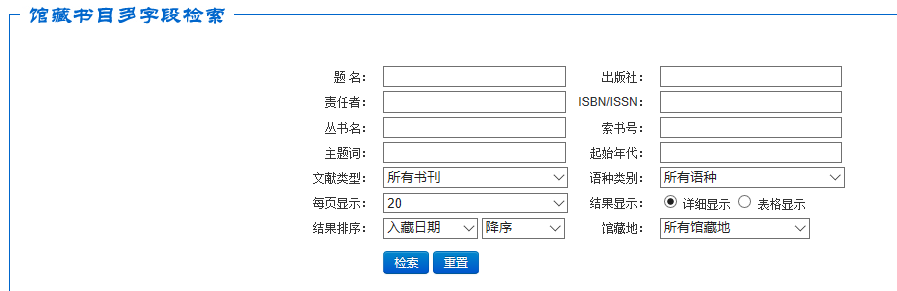 馆藏书目多字段检索
题 名： 出版社：
责任者： ISBN/ISSN：
丛书名： 索书号：
主题词： 起始年代：
文献类型： 所有书刊 语种类别： 所有语种
每页显示： 20 结果显示： 详细显示 表格显示
结果排序： 入藏日期 降序 馆藏地： 所有馆藏地
检索 重置